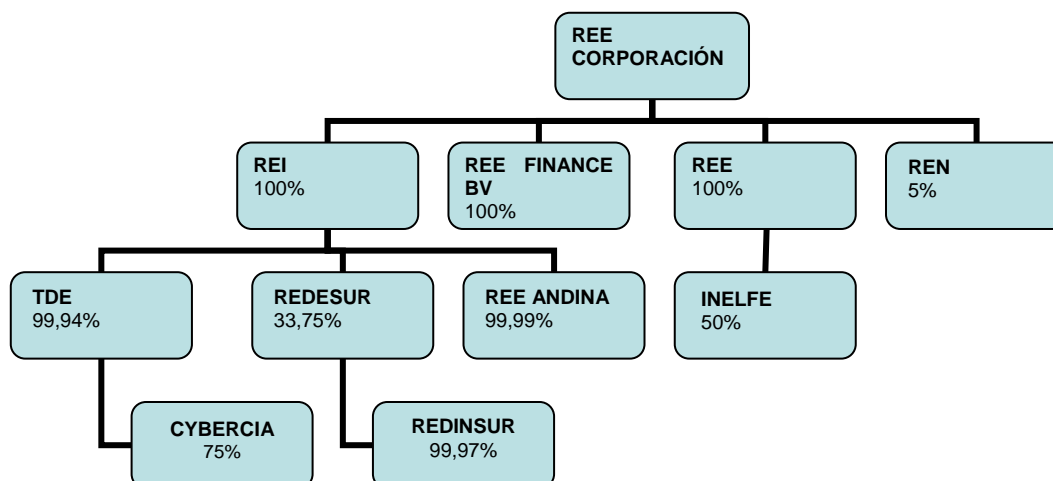 REE
CORPORACIÓN
REI
100%
REE FINANCE
BV
100%
REE
100%
REN
5%
TDE
99,94%
REDESUR
33,75%
REE ANDINA
99,99%
INELFE
50%
CYBERCIA
75%
REDINSUR
99,97%